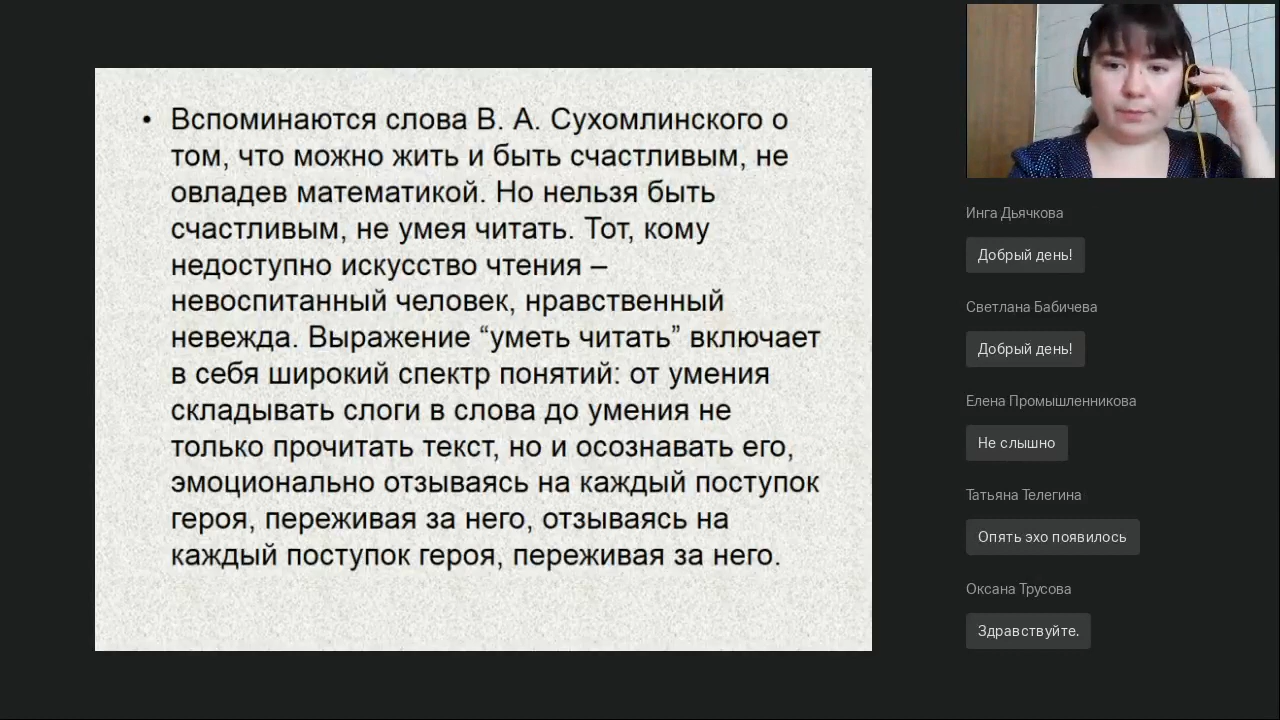 • Вспоминаются слова В. А. Сухомлинского о
том, что можно жить и быть счастливым, не
овладев математикой. Но нельзя быть
счастливым, не умея читать. Тот, кому
недоступно искусство чтения –
невоспитанный человек, нравственный
невежда. Выражение “уметь читать” включает
в себя широкий спектр понятий: от умения
складывать слоги в слова до умения не
только прочитать текст, но и осознавать его,
эмоционально отзываясь на каждый поступок
героя, переживая за него, отзываясь на
каждый поступок героя, переживая за него.
Инга Дьячкова
Добрый день!
Светлана Бабичева
Добрый день!
Елена Промышленникова
Не слышно
Татьяна Телегина
Опять эхо появилось
Оксана Трусова
Здравствуйте.